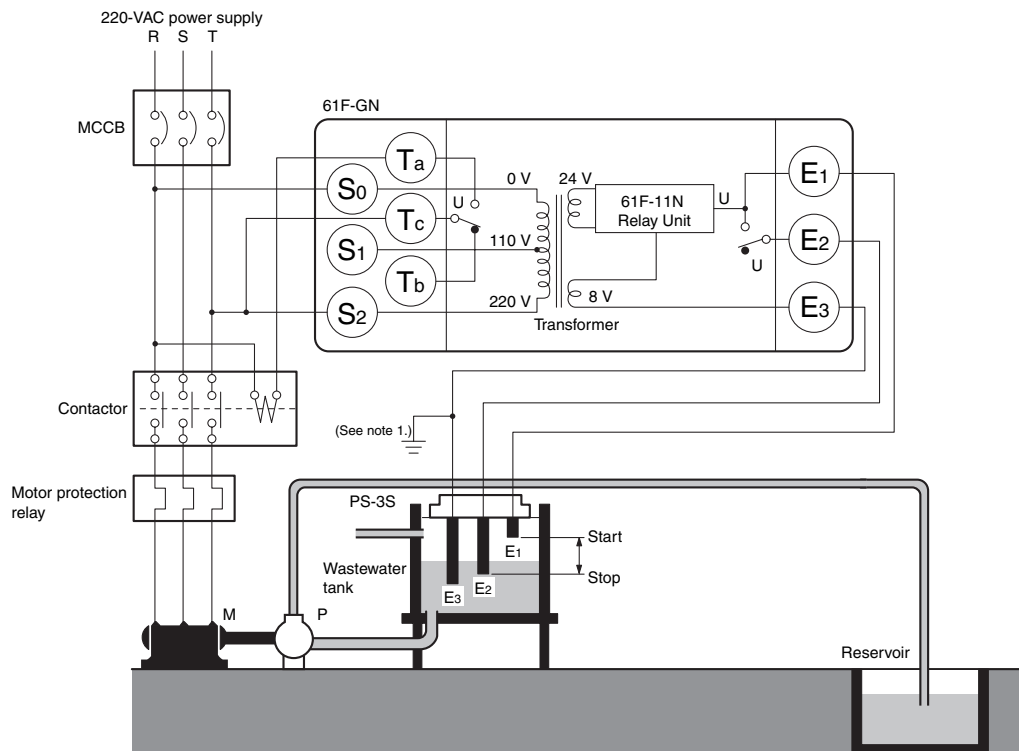 220-VAC power supply
R S T
MCCB
61F-GN
Ta
S0
Tc
S1
Tb
S2
U
0 V
110 V
220 V
24 V
8 V
Transformer
61F-11N
Relay Unit
U
U
E1
E2
E3
Contactor
(See note 1.)
Motor protection
relay
PS-3S
Wastewater
tank
E3
E2
E1
Start
Stop
M
P
Reservoir